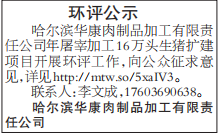 环评公示
哈尔滨华康肉制品加工有限责
任公司年屠宰加工16万头生猪扩建
项目开展环评工作,向公众征求意
见,详见http://mtw.so/5xaIV3。
联系人:李文成,17603690638。
哈尔滨华康肉制品加工有限责任公司